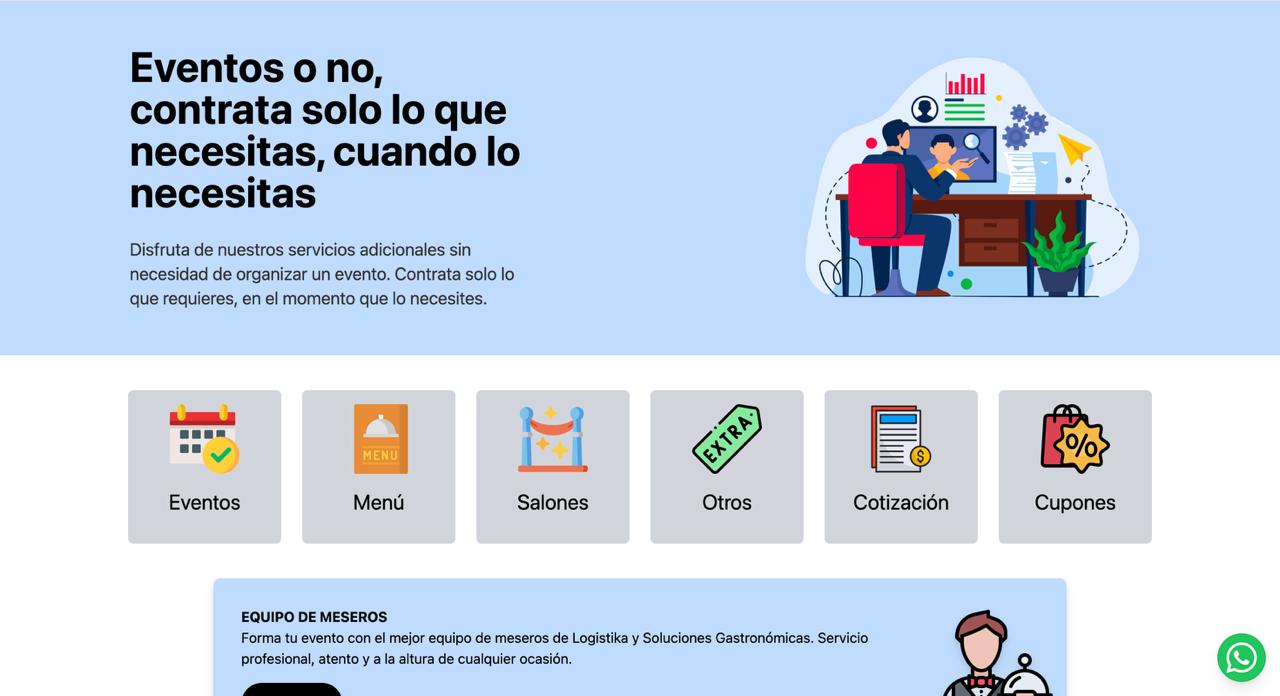 Eventos o no,
contrata solo lo que
necesitas, cuando lo
necesitas
Disfruta de nuestros servicios adicionales sin
necesidad de organizar un evento. Contrata solo lo
que requieres, en el momento que lo necesites.
MENU
EXTRA
$
%
Eventos
Menú
Salones
Otros
Cotización
Cupones
EQUIPO DE MESEROS
Forma tu evento con el mejor equipo de meseros de Logistika y Soluciones Gastronómicas. Servicio
profesional, atento y a la altura de cualquier ocasión.